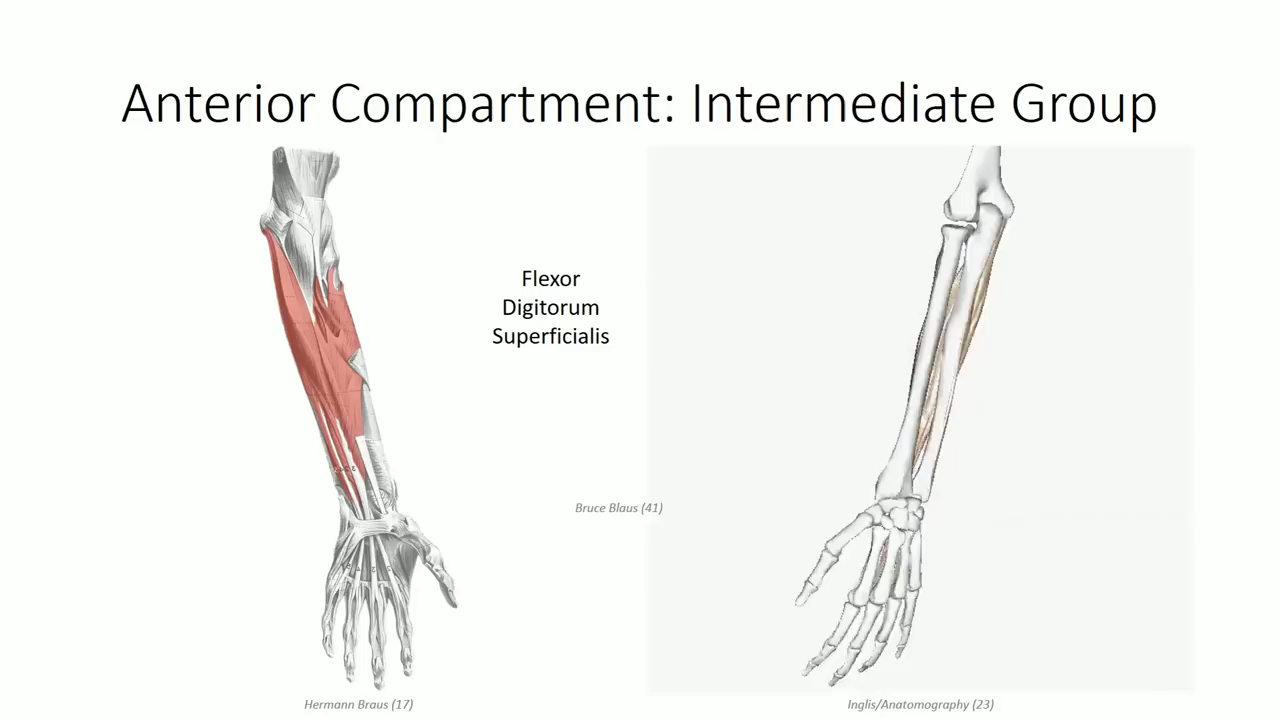 Anterior Compartment: Intermediate Group
Flexor
Digitorum
Superficialis
Bruce Blaus (41)
Hermann Braus (17)
Inglis/Anatomography (23)